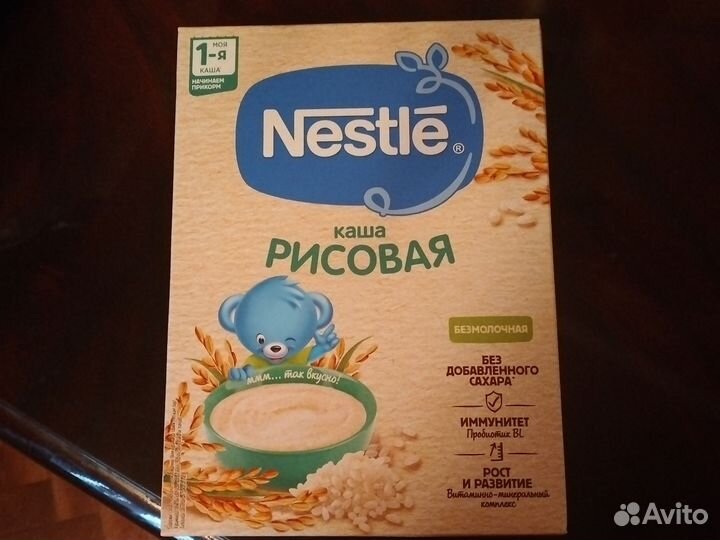 МОЯ
1-я
КАША
НАЧИНАЕМ
ПРИКОРМ
Nestlé®
каша
РИСОВАЯ
БЕЗМОЛОЧНАЯ
ммм... так вкусно!
БЕЗ
ДОБАВЛЕННОГО
САХАРА*
ИММУНИТЕТ
Пробиотик BL
РОСТ
И РАЗВИТИЕ
Витаминно-минеральный
комплекс
Avito